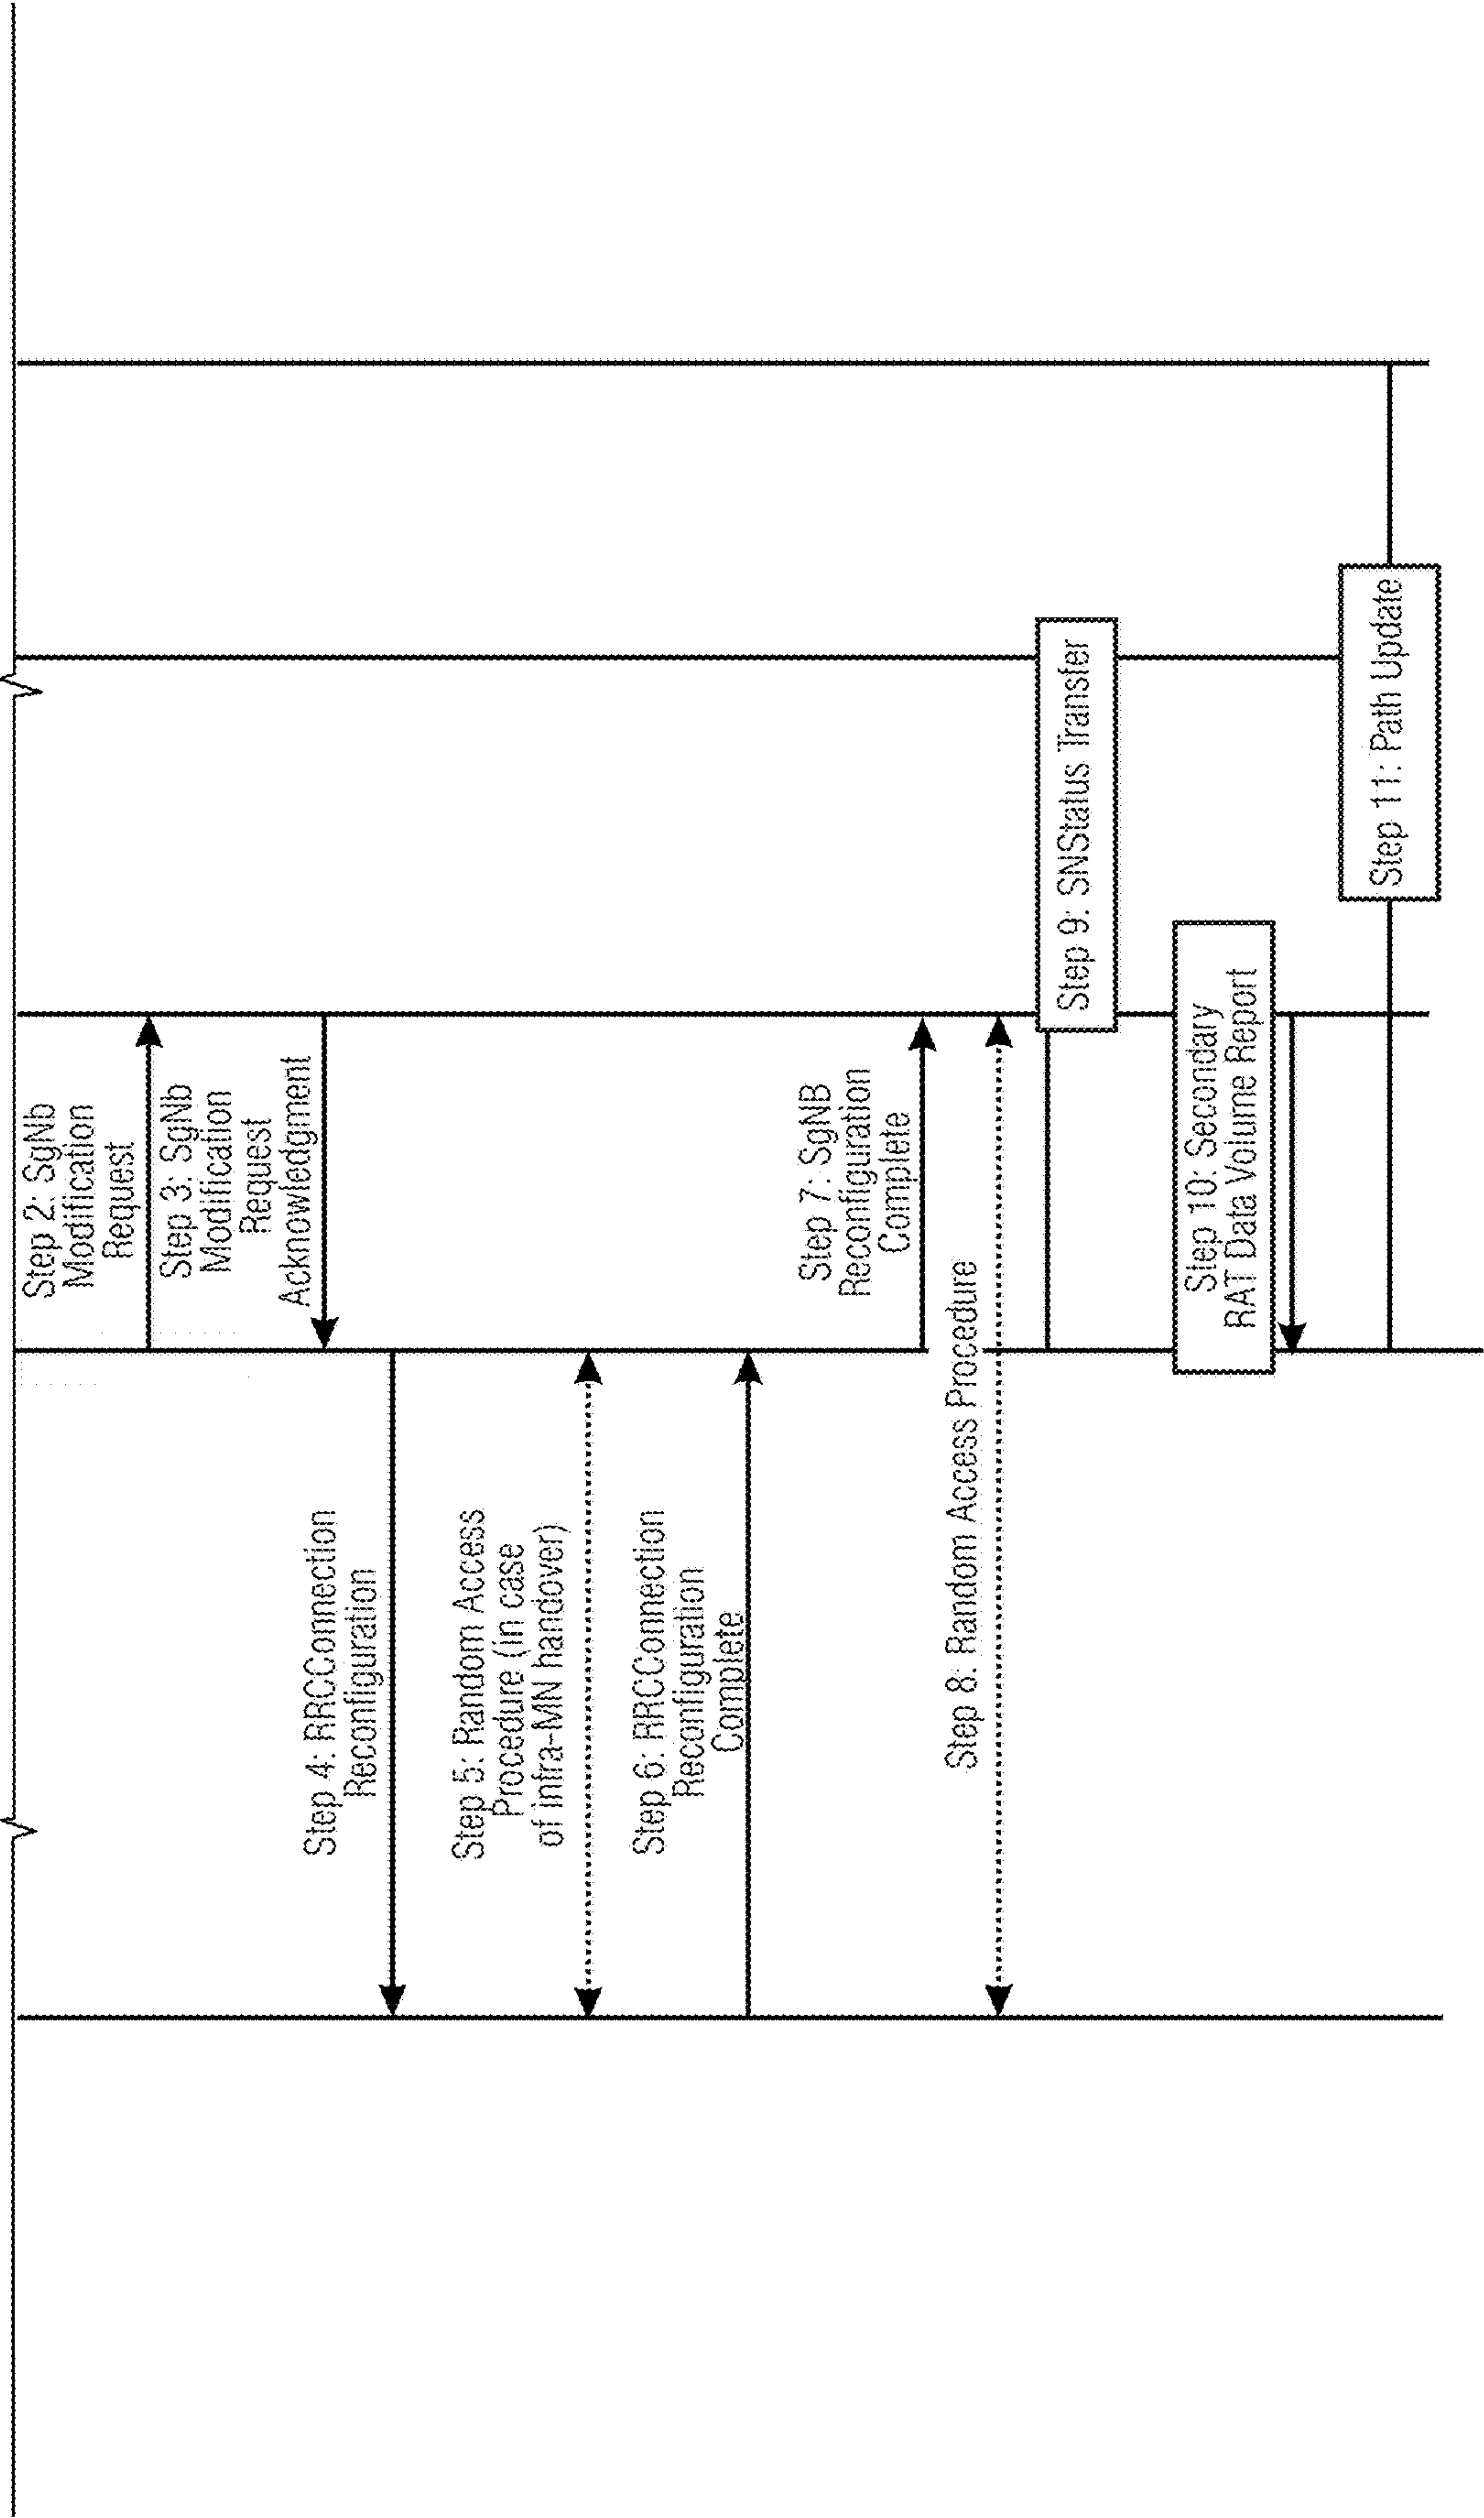 Step 2: SgNb
Modification
Request
Step 3: SgNb
Modification
Request
Acknowledgment
Step 4: RRCConnection
Reconfiguration
Step 5: Random Access
Procedure (in case
of intra-MN handover)
Step 6: RRCConnection
Reconfiguration
Complete
Step 7: SgNB
Reconfiguration
Complete
Step 8: Random Access Procedure
Step 9: SNStatus Transfer
Step 10: Secondary
RAT Data Volume Report
Step 11: Path Update